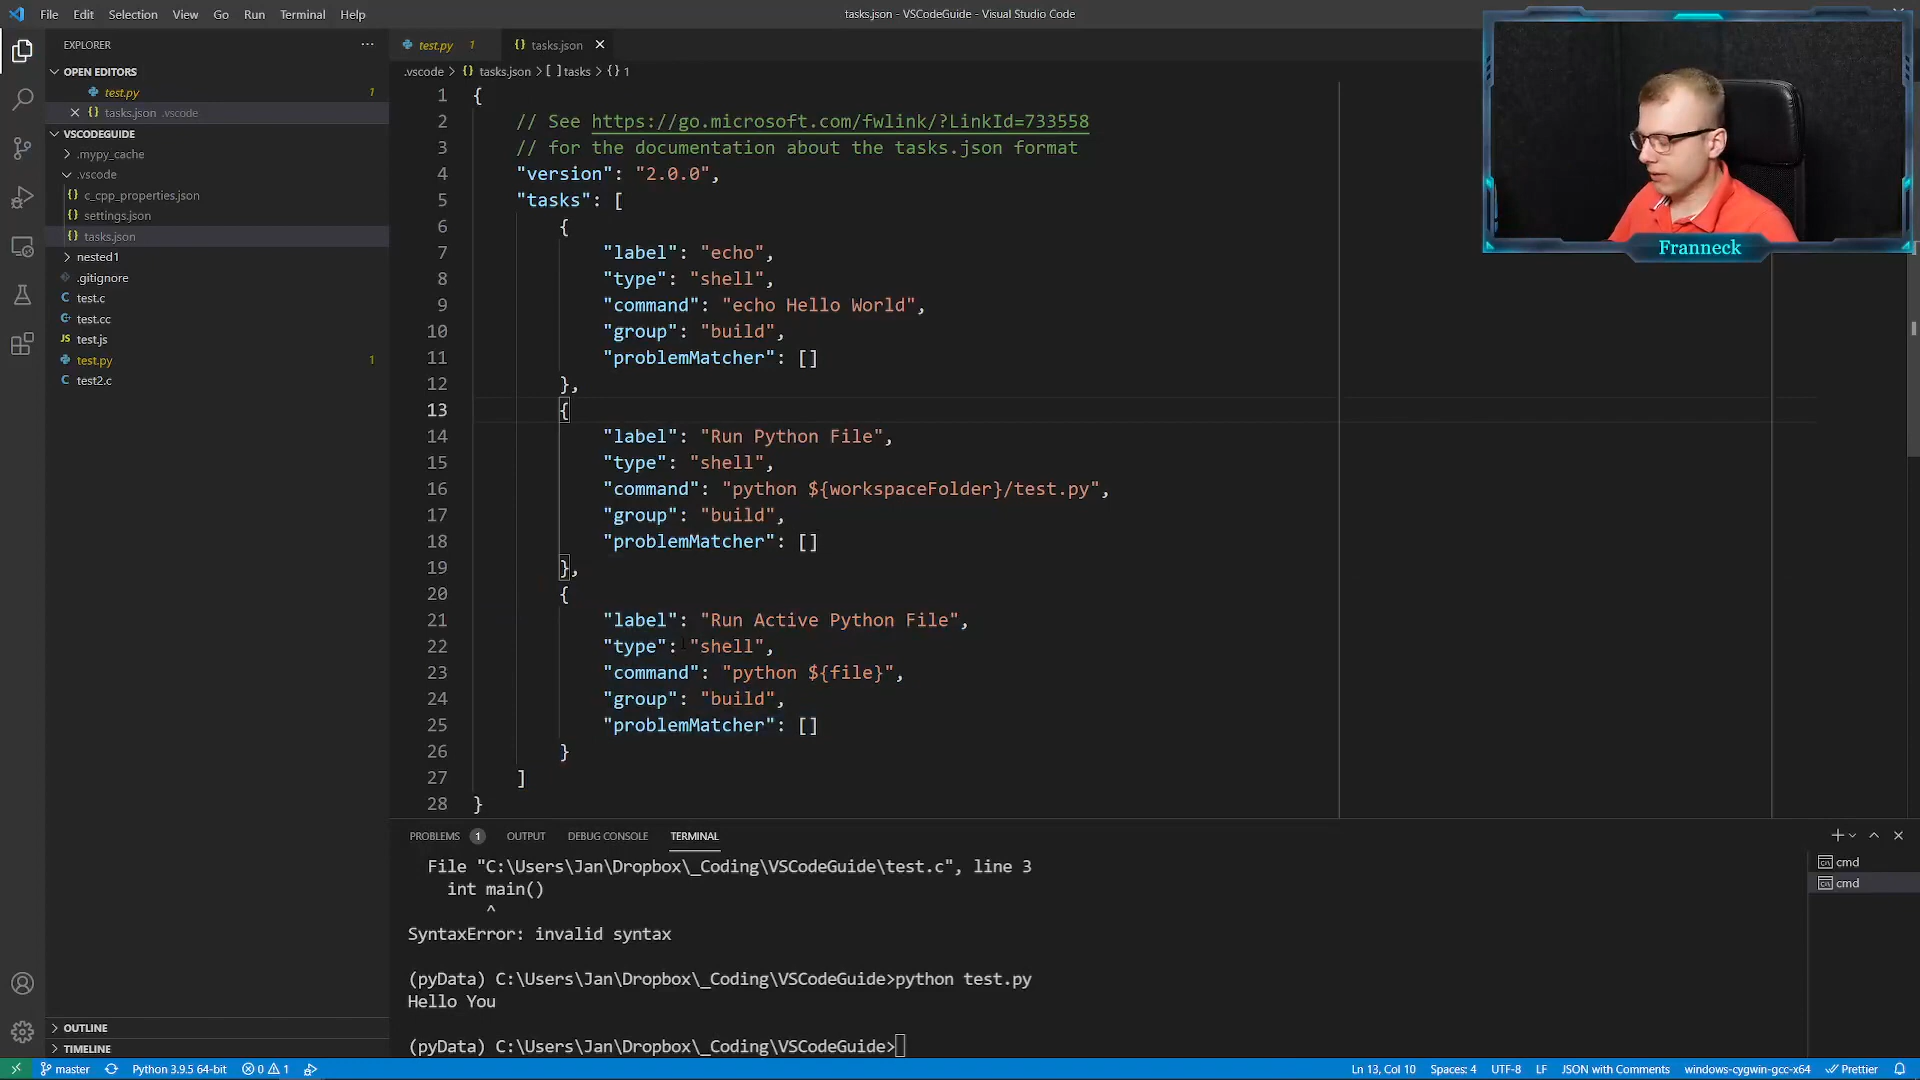 File Edit Selection View Go Run Terminal Help
tasks.json - VSCodeGuide - Visual Studio Code
EXPLORER
OPEN EDITORS
test.py 1
tasks.json .vscode
VSCODEGUIDE
.mypy_cache
.vscode
c_cpp_properties.json
settings.json
tasks.json
nested1
.gitignore
test.c
test.cc
JS test.js
test.py 1
test2.c
OUTLINE
TIMELINE
test.py 1 {} tasks.json
.vscode > {} tasks.json > [ ] tasks > {} 1
1 {
2 // See https://go.microsoft.com/fwlink/?LinkId=733558
3 // for the documentation about the tasks.json format
4 "version": "2.0.0",
5 "tasks": [
6 {
7 "label": "echo",
8 "type": "shell",
9 "command": "echo Hello World",
10 "group": "build",
11 "problemMatcher": []
12 },
13 {
14 "label": "Run Python File",
15 "type": "shell",
16 "command": "python ${workspaceFolder}/test.py",
17 "group": "build",
18 "problemMatcher": []
19 },
20 {
21 "label": "Run Active Python File",
22 "type": "shell",
23 "command": "python ${file}",
24 "group": "build",
25 "problemMatcher": []
26 }
27 ]
28 }
Franneck
PROBLEMS 1 OUTPUT DEBUG CONSOLE TERMINAL
File "C:\Users\Jan\Dropbox\_Coding\VSCodeGuide\test.c", line 3
int main()
^
SyntaxError: invalid syntax
(pyData) C:\Users\Jan\Dropbox\_Coding\VSCodeGuide>python test.py
Hello You
(pyData) C:\Users\Jan\Dropbox\_Coding\VSCodeGuide>
cmd
cmd
master Python 3.9.5 64-bit 0 1 Ln 13, Col 10 Spaces: 4 UTF-8 LF JSON with Comments windows-cygwin-gcc-x64 Prettier